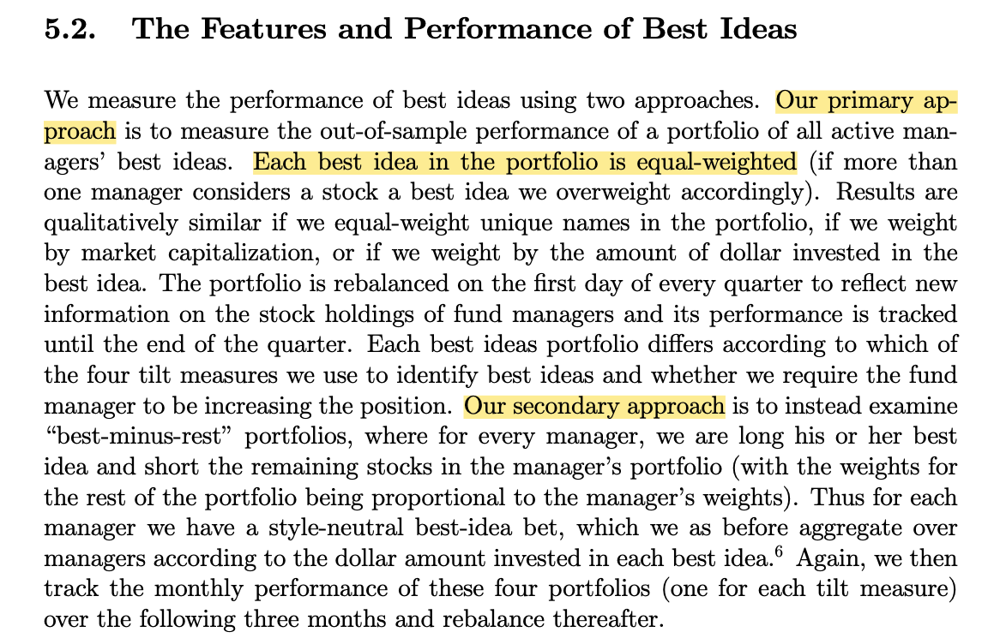 5.2. The Features and Performance of Best Ideas
We measure the performance of best ideas using two approaches. Our primary ap-
proach is to measure the out-of-sample performance of a portfolio of all active man-
agers’ best ideas. Each best idea in the portfolio is equal-weighted (if more than
one manager considers a stock a best idea we overweight accordingly). Results are
qualitatively similar if we equal-weight unique names in the portfolio, if we weight
by market capitalization, or if we weight by the amount of dollar invested in the
best idea. The portfolio is rebalanced on the first day of every quarter to reflect new
information on the stock holdings of fund managers and its performance is tracked
until the end of the quarter. Each best ideas portfolio differs according to which of
the four tilt measures we use to identify best ideas and whether we require the fund
manager to be increasing the position. Our secondary approach is to instead examine
“best-minus-rest” portfolios, where for every manager, we are long his or her best
idea and short the remaining stocks in the manager’s portfolio (with the weights for
the rest of the portfolio being proportional to the manager’s weights). Thus for each
manager we have a style-neutral best-idea bet, which we as before aggregate over
managers according to the dollar amount invested in each best idea.⁶ Again, we then
track the monthly performance of these four portfolios (one for each tilt measure)
over the following three months and rebalance thereafter.